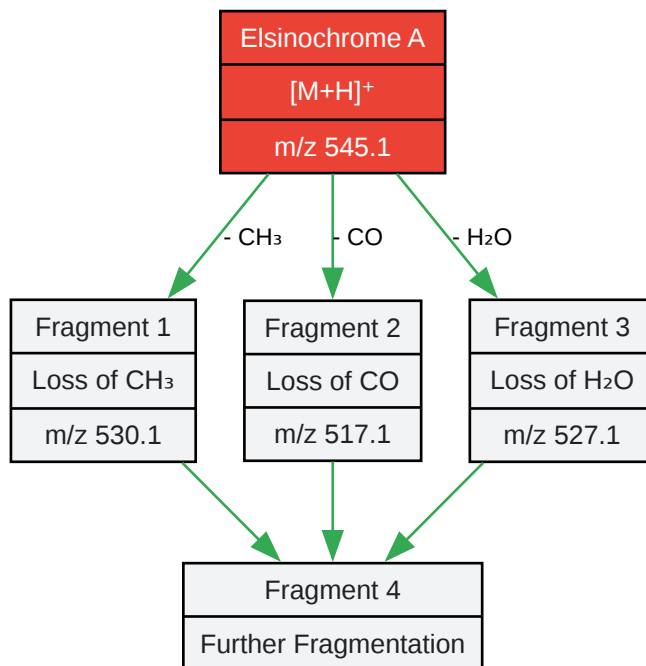 Elsinochrome A
[M+H]⁺
m/z 545.1
- CH₃
- CO
- H₂O
Fragment 1
Loss of CH₃
m/z 530.1
Fragment 2
Loss of CO
m/z 517.1
Fragment 3
Loss of H₂O
m/z 527.1
Fragment 4
Further Fragmentation